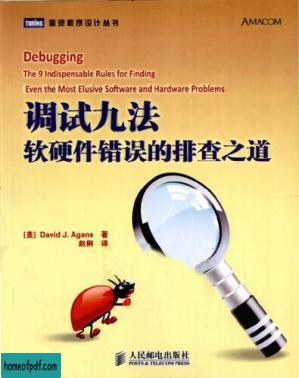 TURING 图灵程序设计丛书
AMACOM
Debugging
The 9 Indispensable Rules for Finding
Even the Most Elusive Software and Hardware Problems
调试九法
软硬件错误的排查之道
[美] David J. Agans 著
赵俐 译
人民邮电出版社
POSTS & TELECOM PRESS
homeofpdf.com